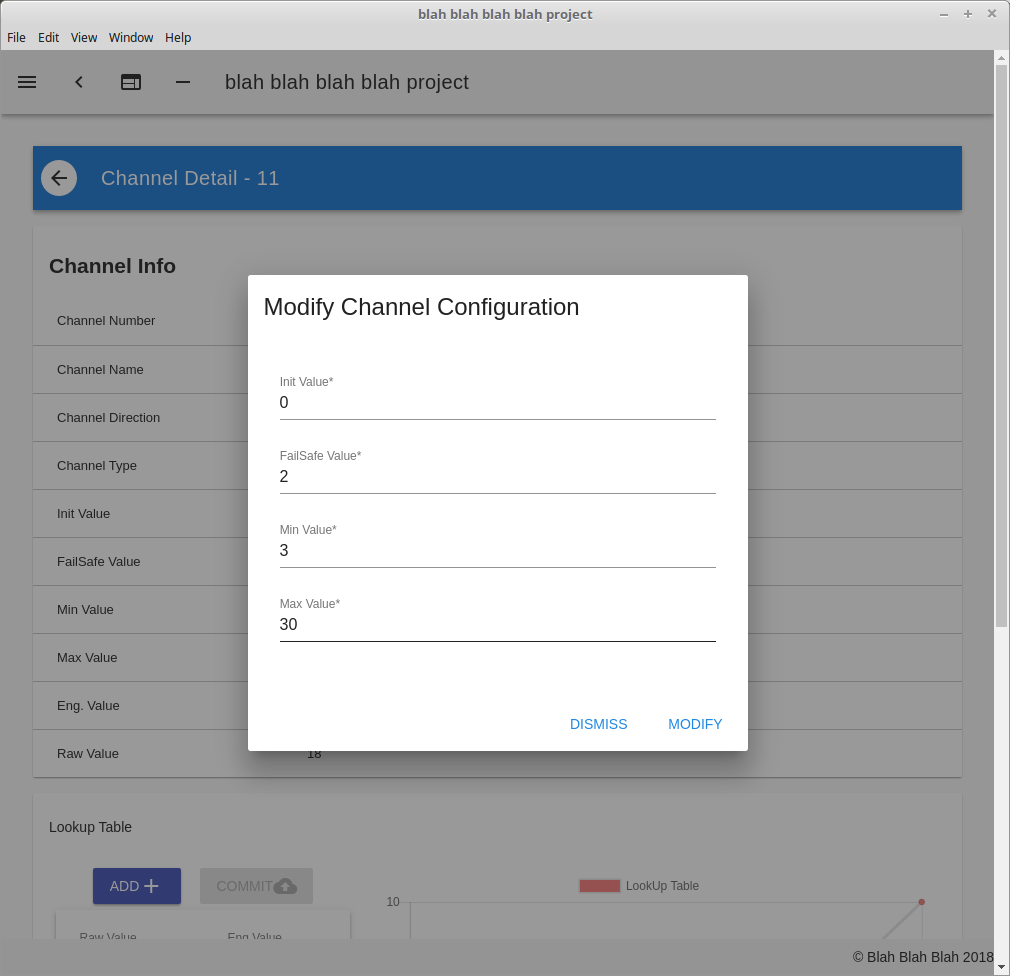 blah blah blah blah project
File Edit View Window Help
blah blah blah blah project
Channel Detail - 11
Channel Info
Modify Channel Configuration
Channel Number
Channel Name
Channel Direction
Channel Type
Init Value
FailSafe Value
Min Value
Max Value
Eng. Value
Raw Value 18
Init Value*
0
FailSafe Value*
2
Min Value*
3
Max Value*
30
DISMISS MODIFY
Lookup Table
ADD COMMIT
LookUp Table
10
Raw Value Eng Value
© Blah Blah Blah 2018